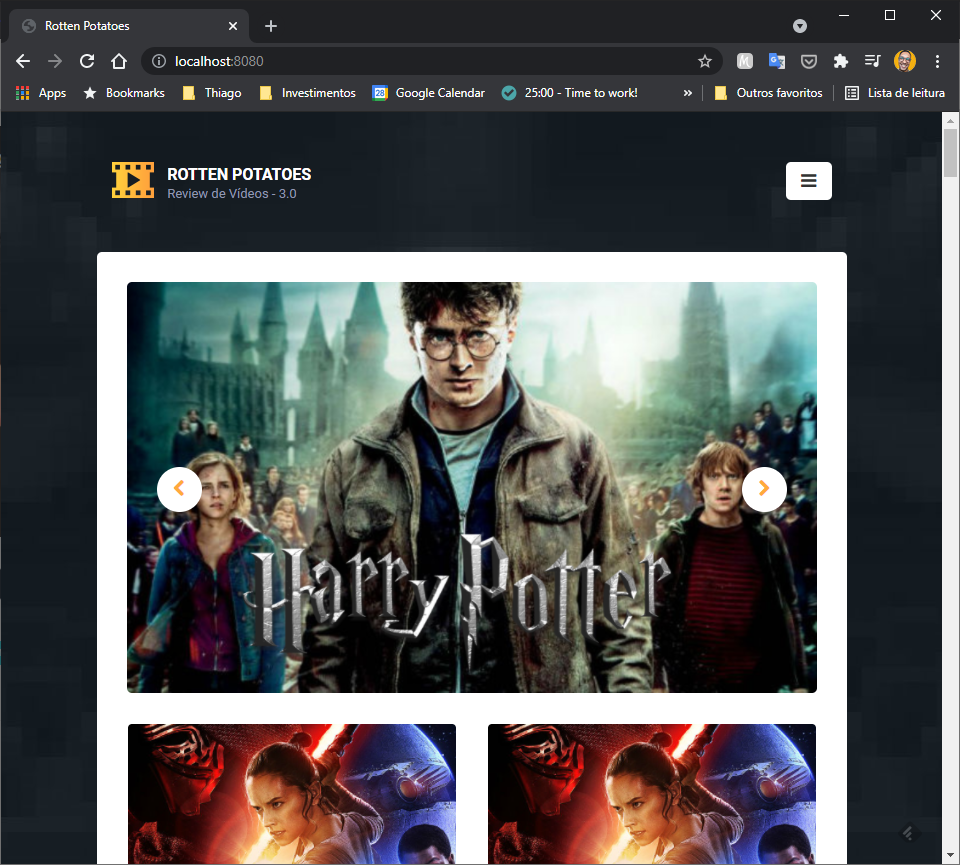 Rotten Potatoes
localhost:8080
Apps
Bookmarks
Thiago
Investimentos
28
Google Calendar
25:00 - Time to work!
»
Outros favoritos
Lista de leitura
ROTTEN POTATOES
Review de Vídeos - 3.0
Harry Potter